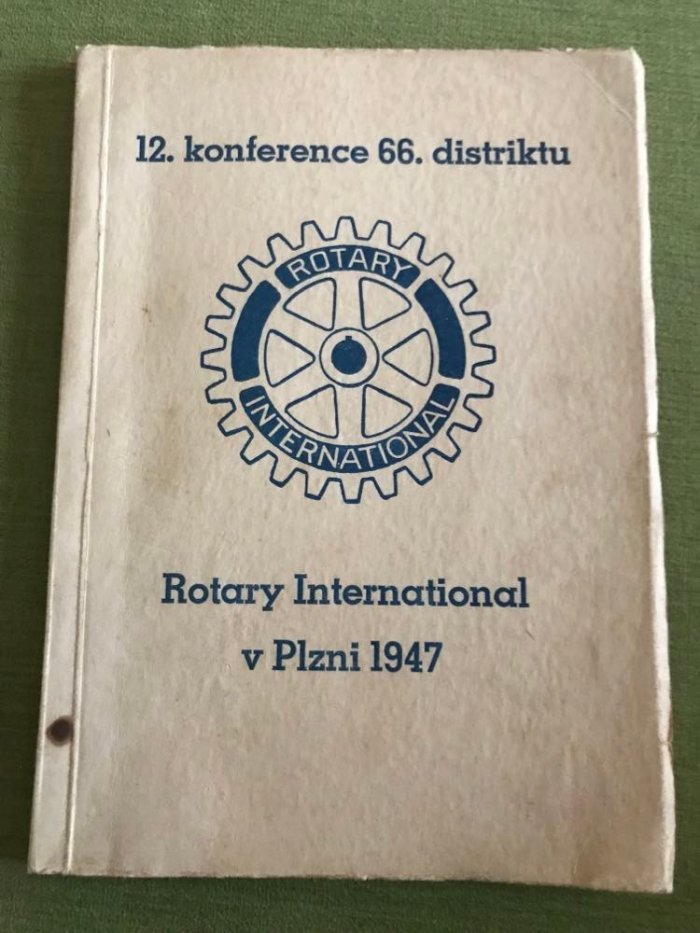 12. konference 66. distriktu
ROTARY
INTERNATIONAL
Rotary International
v Plzni 1947